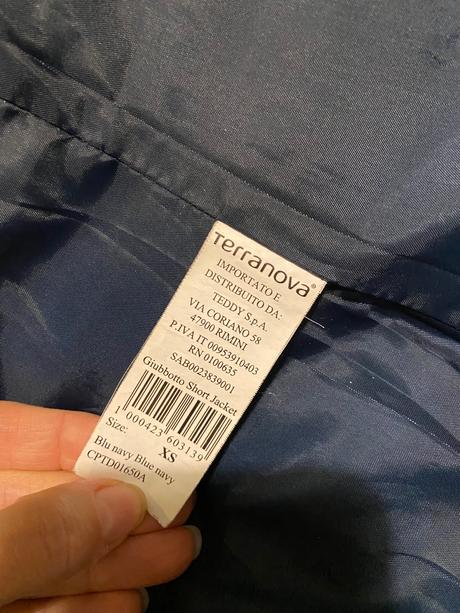 Terranova®
IMPORTATO E
DISTRIBUITO DA:
TEDDY S.p.A.
VIA CORIANO 58
47900 RIMINI
P.IVA IT 00953910403
RN 0100635
SAB0023839001
Giubbotto Short Jacket
1 000423 603139
Size: XS
Blu navy Blue navy
CPTD01650A